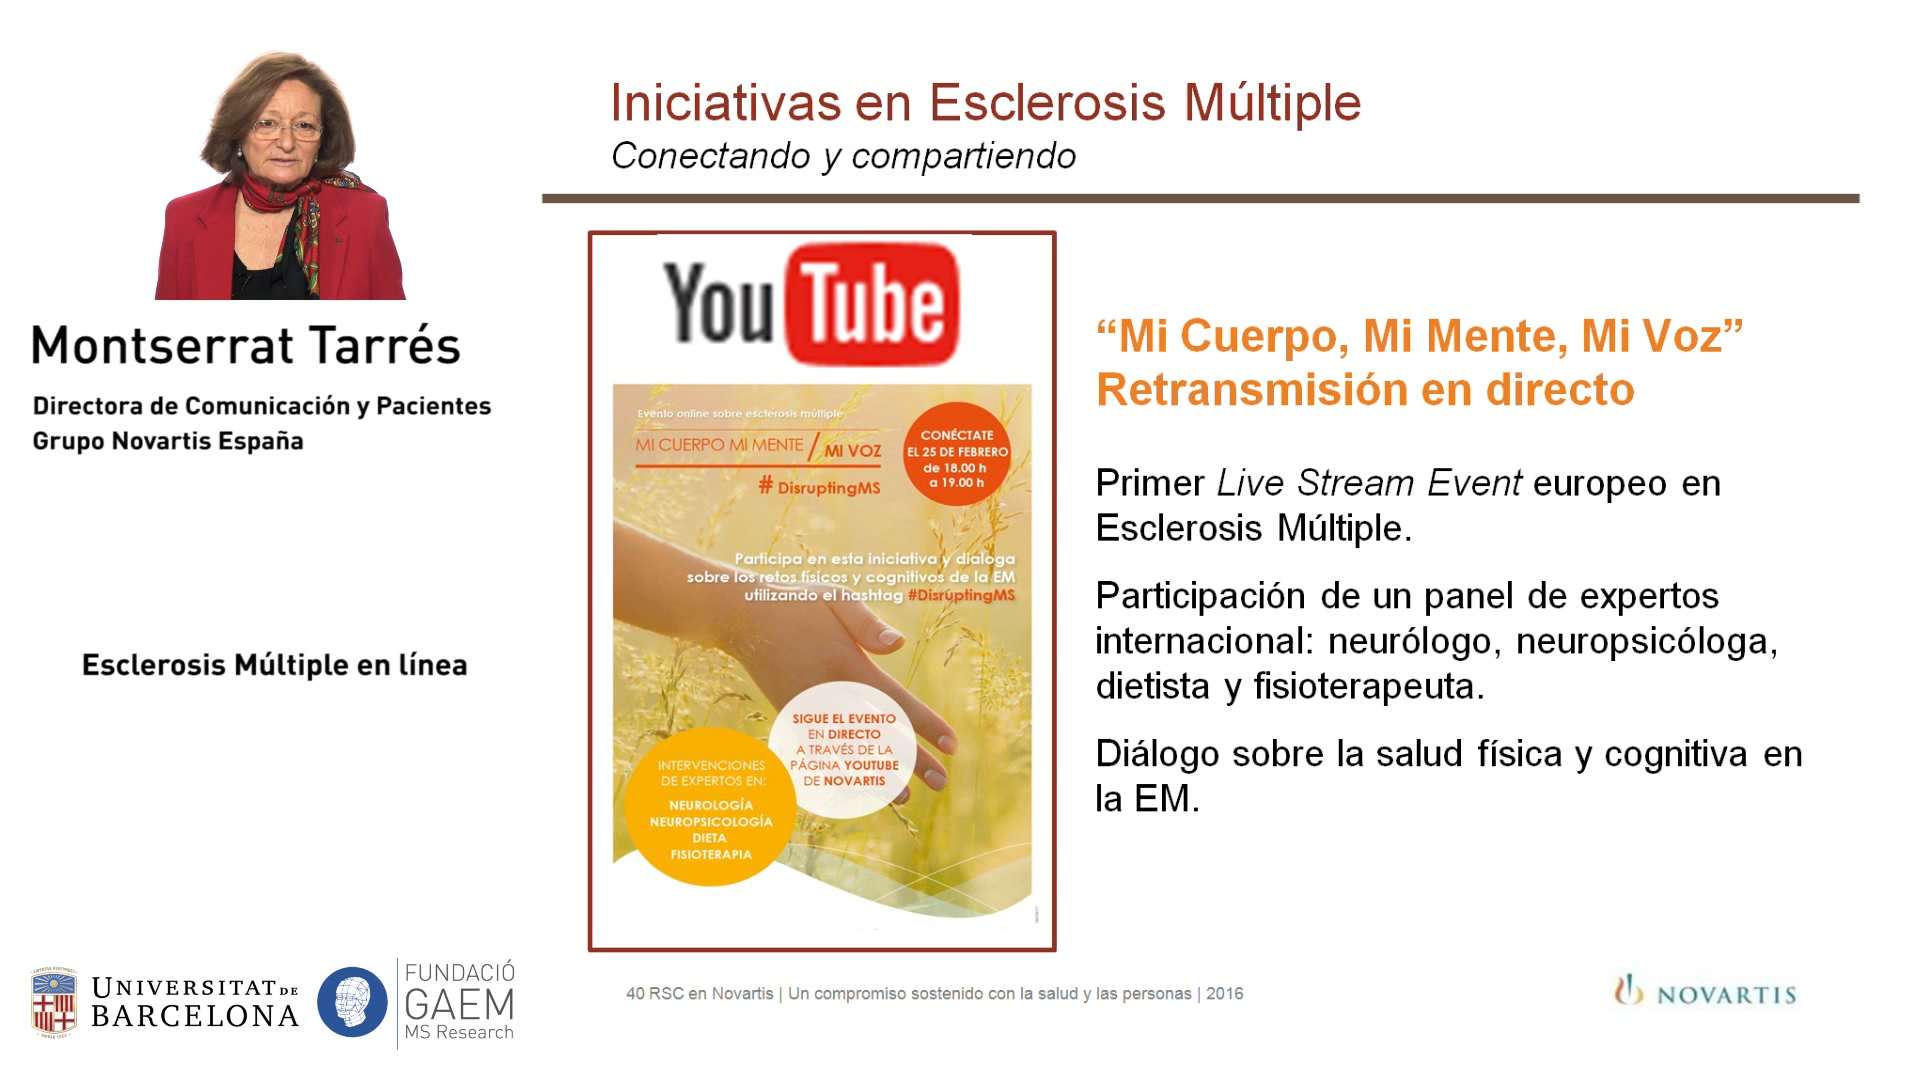 Iniciativas en Esclerosis Múltiple
Conectando y compartiendo
Montserrat Tarrés
Directora de Comunicación y Pacientes
Grupo Novartis España
Esclerosis Múltiple en línea
YouTube
Evento online sobre esclerosis múltiple
MI CUERPO MI MENTE / MI VOZ
# DisruptingMS
CONÉCTATE
EL 25 DE FEBRERO
de 18.00 h
a 19.00 h
Participa en esta iniciativa y dialoga
sobre los retos físicos y cognitivos de la EM
utilizando el hashtag #DisruptingMS
SIGUE EL EVENTO
EN DIRECTO
A TRAVÉS DE LA
PÁGINA YOUTUBE
DE NOVARTIS
INTERVENCIONES
DE EXPERTOS EN:
NEUROLOGÍA
NEUROPSICOLOGÍA
DIETA
FISIOTERAPIA
“Mi Cuerpo, Mi Mente, Mi Voz”
Retransmisión en directo
Primer Live Stream Event europeo en
Esclerosis Múltiple.
Participación de un panel de expertos
internacional: neurólogo, neuropsicóloga,
dietista y fisioterapeuta.
Diálogo sobre la salud física y cognitiva en
la EM.
UNIVERSITAT DE
BARCELONA
FUNDACIÓ
GAEM
MS Research
40 RSC en Novartis | Un compromiso sostenido con la salud y las personas | 2016
NOVARTIS